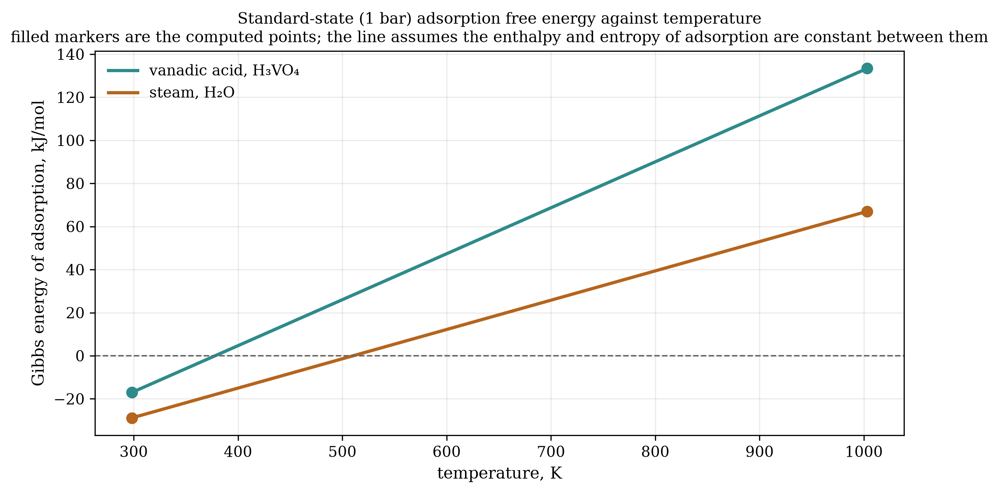 Standard-state (1 bar) adsorption free energy against temperature
filled markers are the computed points; the line assumes the enthalpy and entropy of adsorption are constant between them
140
120
100
80
60
40
20
0
−20
Gibbs energy of adsorption, kJ/mol
vanadic acid, H₃VO₄
steam, H₂O
300 400 500 600 700 800 900 1000
temperature, K